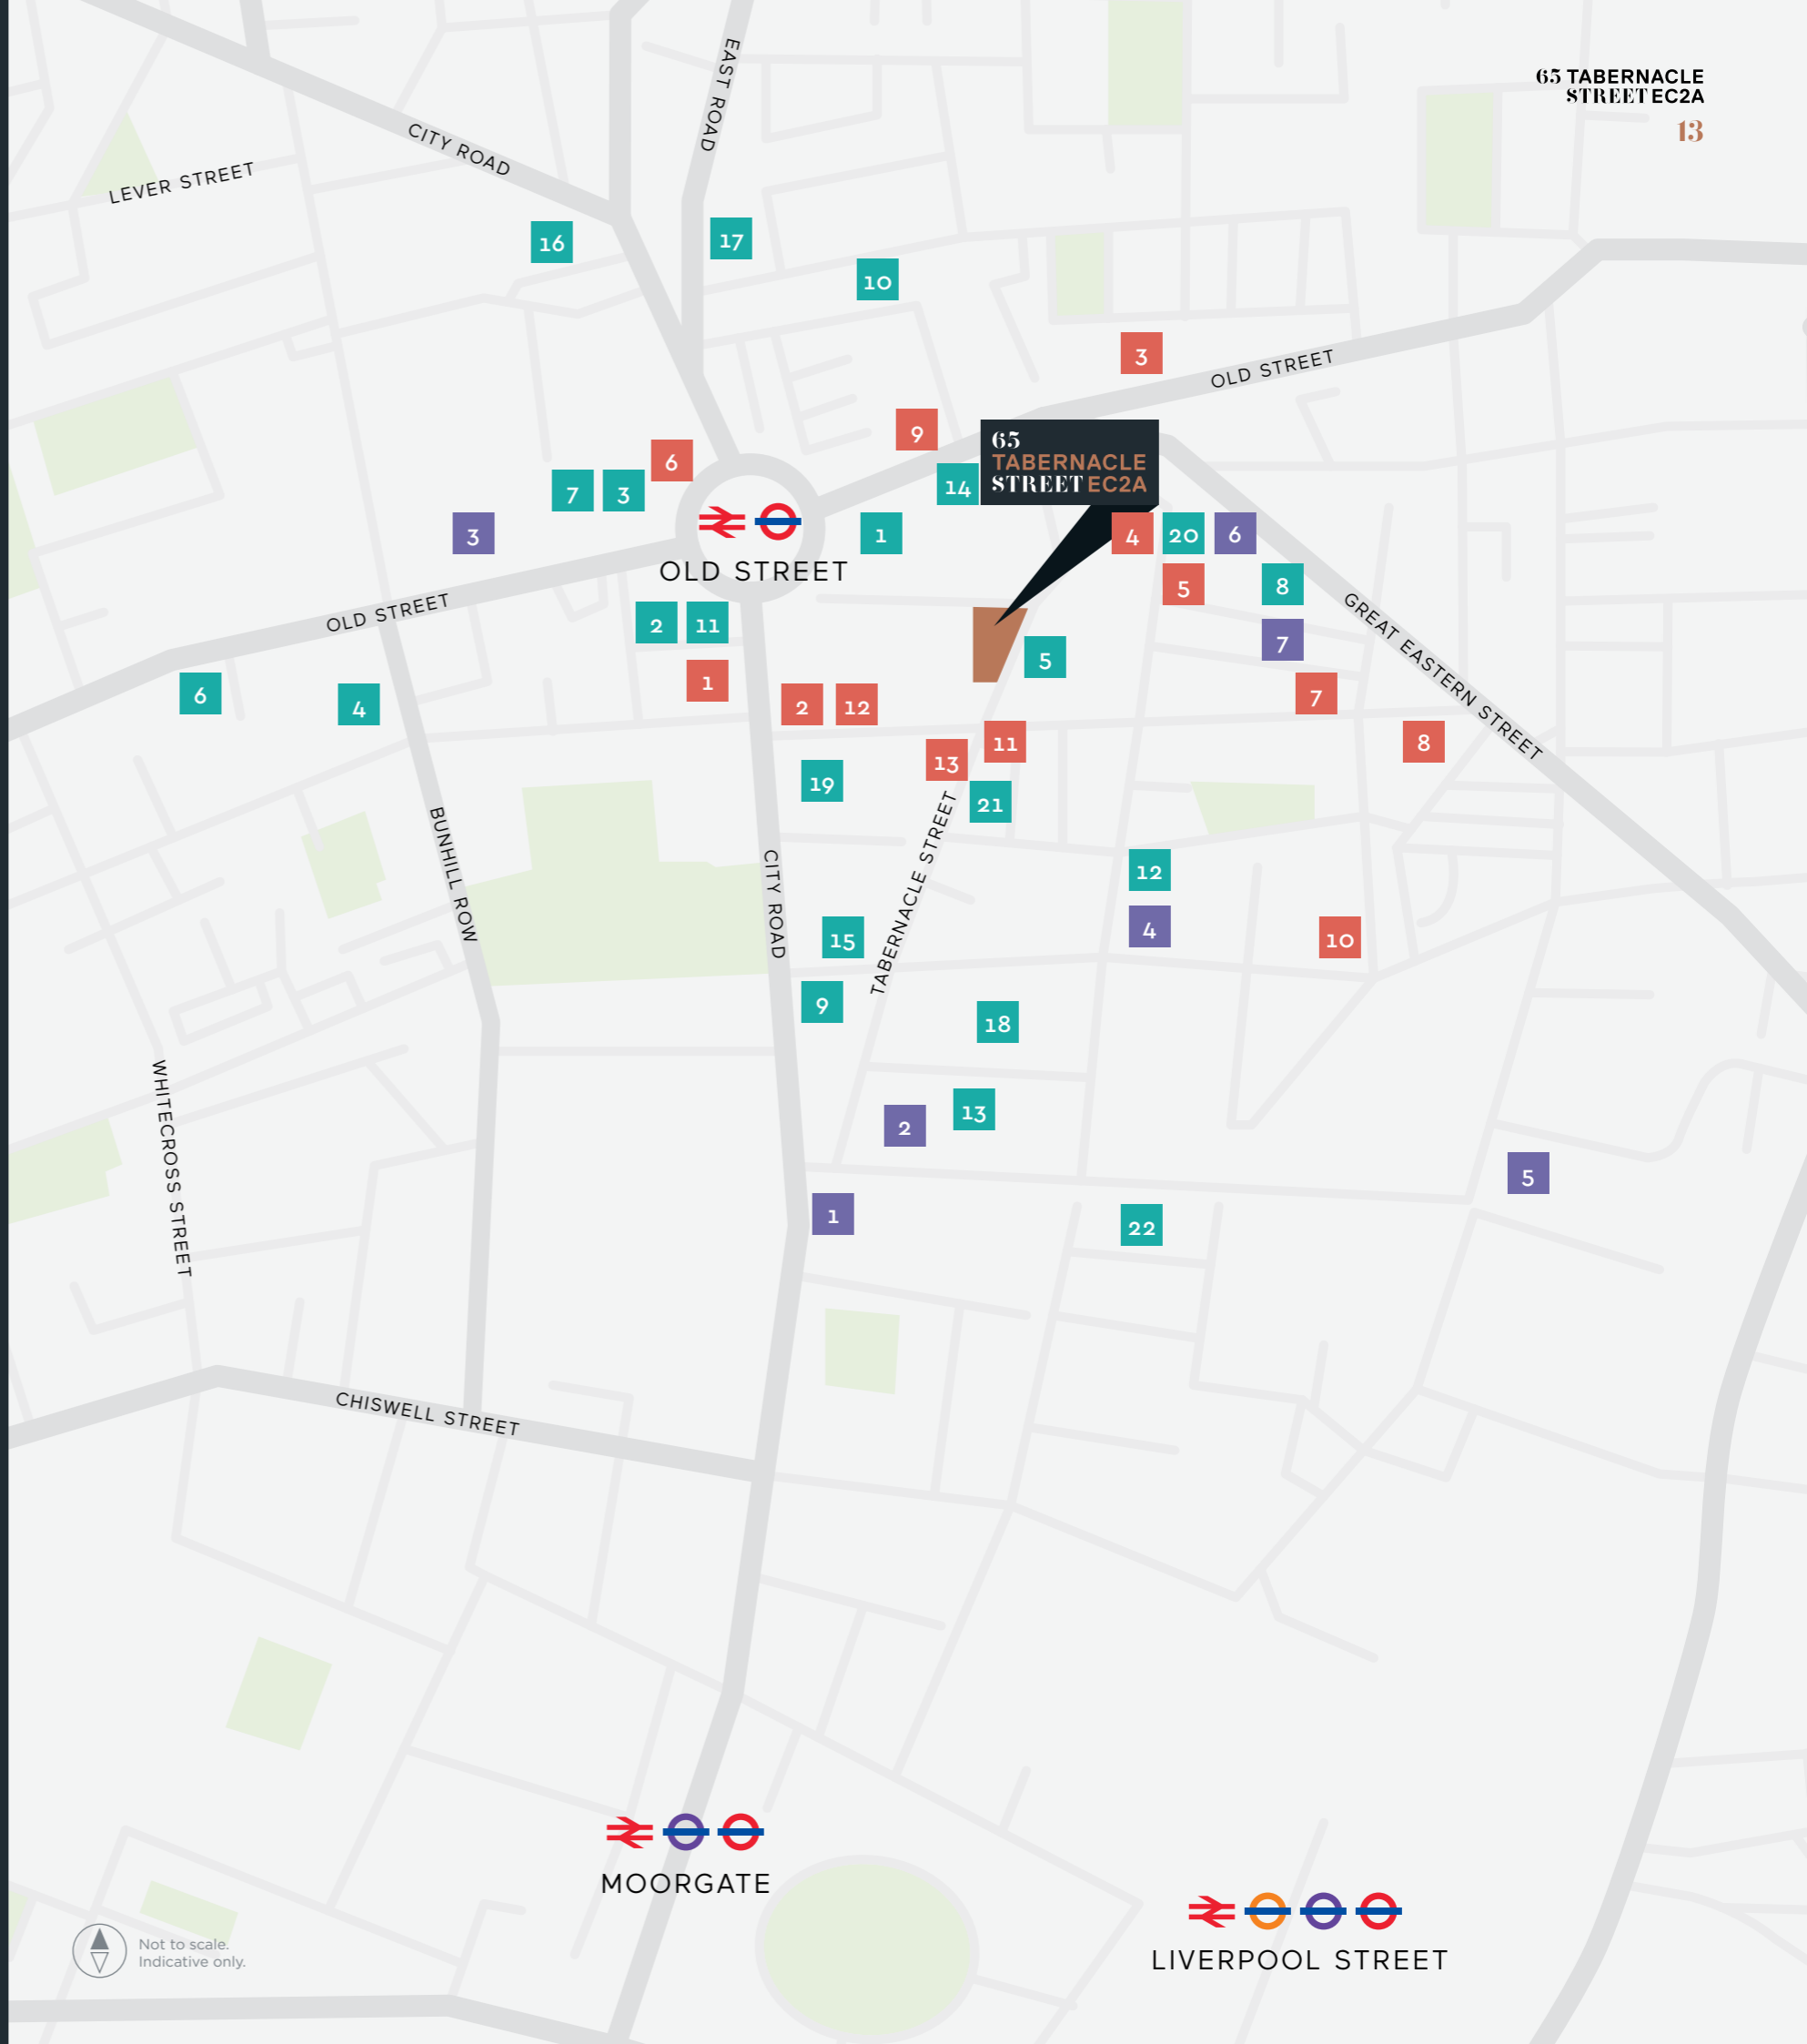 65 TABERNACLE
STREET EC2A
13
EAST ROAD
CITY ROAD
LEVER STREET
16
17
10
3
OLD STREET
9
6
65
TABERNACLE
STREET EC2A
7
3
14
3
1
4
20
6
OLD STREET
5
8
OLD STREET
2
11
GREAT EASTERN STREET
7
5
6
4
1
2
12
7
11
8
13
19
21
BUNHILL ROW
CITY ROAD
TABERNACLE STREET
12
4
15
10
9
18
WHITECROSS STREET
13
2
5
1
22
CHISWELL STREET
MOORGATE
LIVERPOOL STREET
Not to scale.
Indicative only.